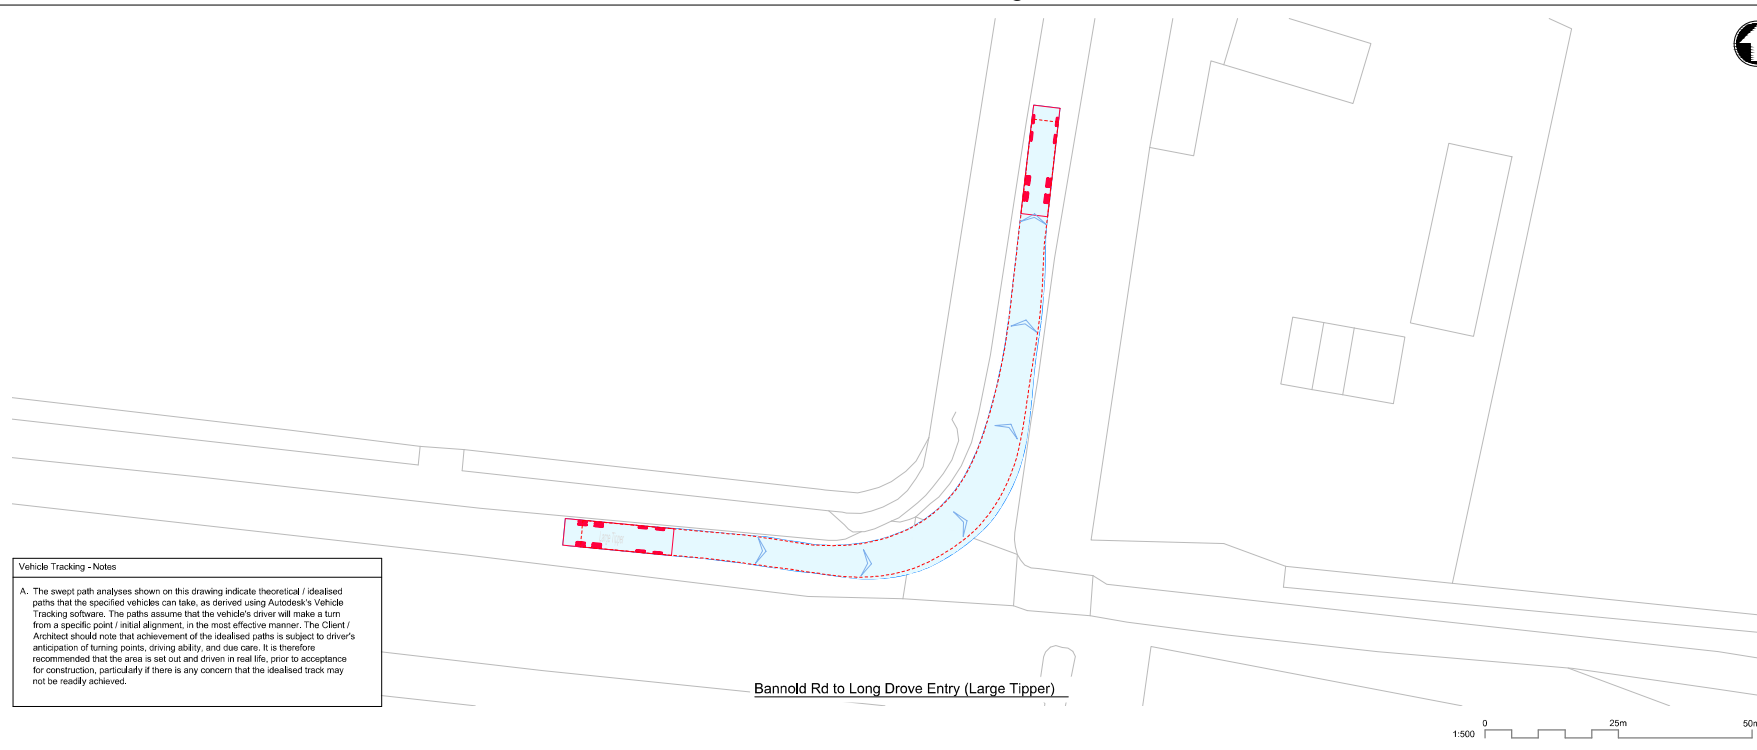 Vehicle Tracking - Notes
A. The swept path analyses shown on this drawing indicate theoretical / idealised
paths that the specified vehicles can take, as derived using Autodesk's Vehicle
Tracking software. The paths assume that the vehicle's driver will make a turn
from a specific point / initial alignment, in the most effective manner. The Client /
Architect should note that achievement of the idealised paths is subject to driver's
anticipation of turning points, driving ability, and due care. It is therefore
recommended that the area is set out and driven in real life, prior to acceptance
for construction, particularly if there is any concern that the idealised track may
not be readily achieved.
Bannold Rd to Long Drove Entry (Large Tipper)
1:500
0 25m 50m